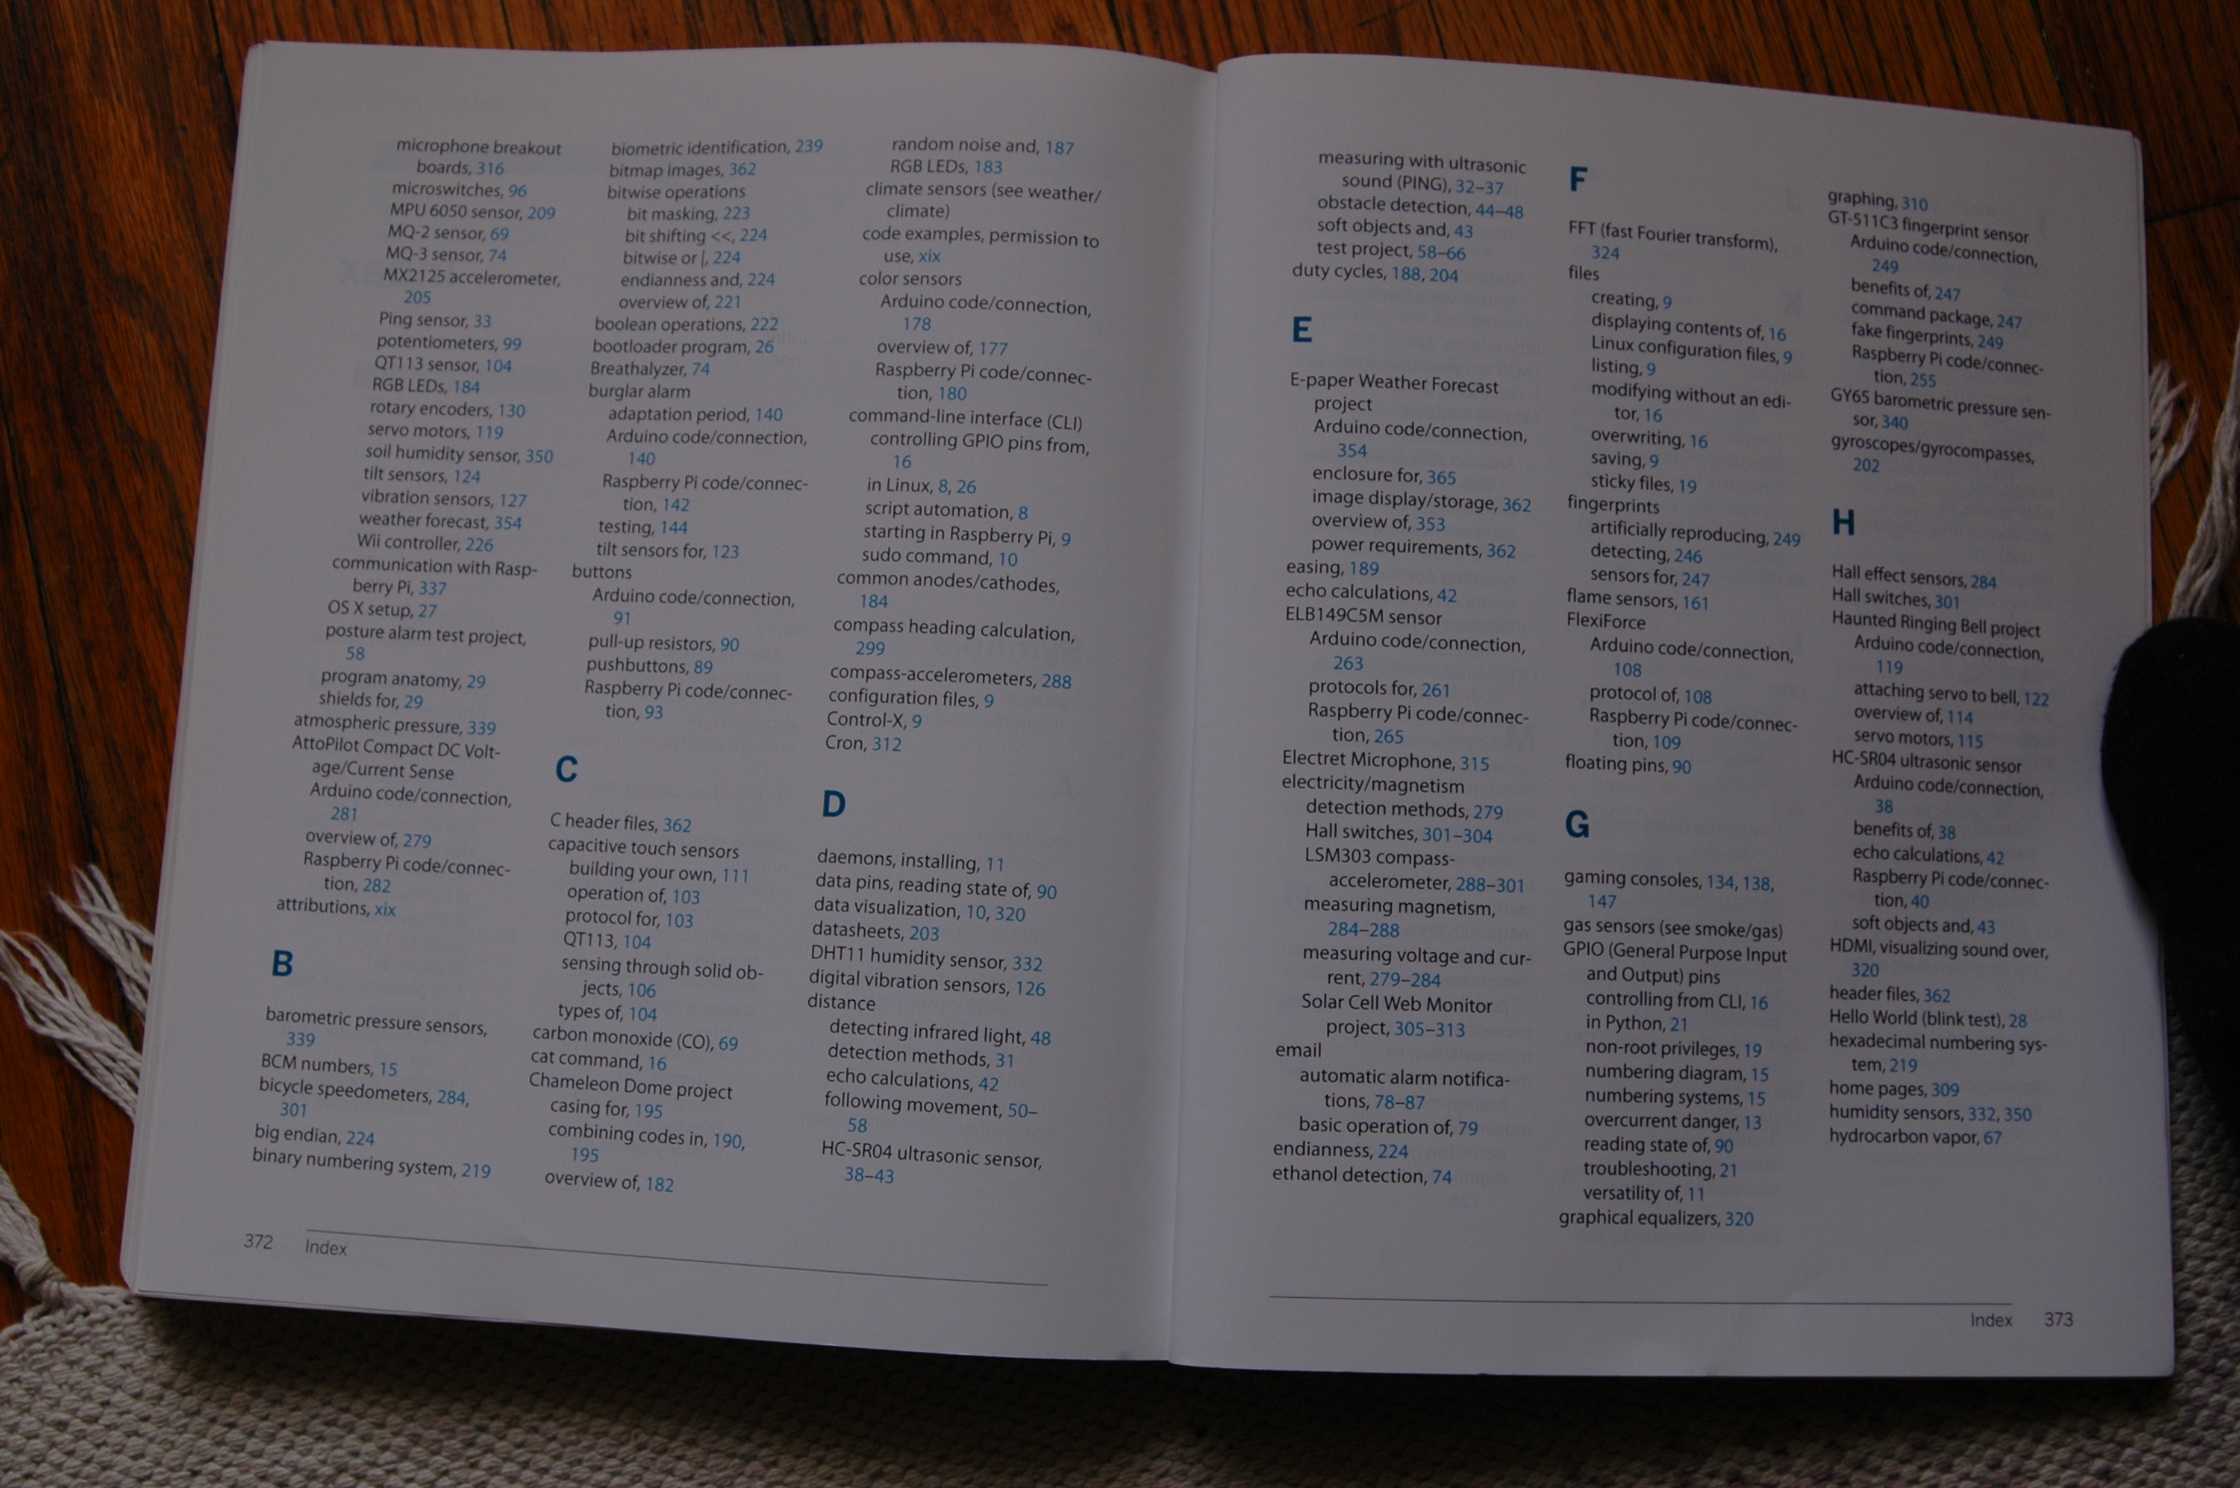 microphone breakout
boards, 316
microswitches, 96
MPU 6050 sensor, 209
MQ-2 sensor, 69
MQ-3 sensor, 74
MX2125 accelerometer,
205
Ping sensor, 33
potentiometers, 99
QT113 sensor, 104
RGB LEDs, 184
rotary encoders, 130
servo motors, 119
soil humidity sensor, 350
tilt sensors, 124
vibration sensors, 127
weather forecast, 354
Wii controller, 226
communication with Rasp-
berry Pi, 337
OS X setup, 27
posture alarm test project,
58
program anatomy, 29
shields for, 29
atmospheric pressure, 339
AttoPilot Compact DC Volt-
age/Current Sense
Arduino code/connection,
281
overview of, 279
Raspberry Pi code/connec-
tion, 282
attributions, xix
B
barometric pressure sensors,
339
BCM numbers, 15
bicycle speedometers, 284,
301
big endian, 224
binary numbering system, 219
biometric identification, 239
bitmap images, 362
bitwise operations
bit masking, 223
bit shifting <<, 224
bitwise or |, 224
endianness and, 224
overview of, 221
boolean operations, 222
bootloader program, 26
Breathalyzer, 74
burglar alarm
adaptation period, 140
Arduino code/connection,
140
Raspberry Pi code/connec-
tion, 142
testing, 144
tilt sensors for, 123
buttons
Arduino code/connection,
91
pull-up resistors, 90
pushbuttons, 89
Raspberry Pi code/connec-
tion, 93
C
C header files, 362
capacitive touch sensors
building your own, 111
operation of, 103
protocol for, 103
QT113, 104
sensing through solid ob-
jects, 106
types of, 104
carbon monoxide (CO), 69
cat command, 16
Chameleon Dome project
casing for, 195
combining codes in, 190,
195
overview of, 182
random noise and, 187
RGB LEDs, 183
climate sensors (see weather/
climate)
code examples, permission to
use, xix
color sensors
Arduino code/connection,
178
overview of, 177
Raspberry Pi code/connec-
tion, 180
command-line interface (CLI)
controlling GPIO pins from,
16
in Linux, 8, 26
script automation, 8
starting in Raspberry Pi, 9
sudo command, 10
common anodes/cathodes,
184
compass heading calculation,
299
compass-accelerometers, 288
configuration files, 9
Control-X, 9
Cron, 312
D
daemons, installing, 11
data pins, reading state of, 90
data visualization, 10, 320
datasheets, 203
DHT11 humidity sensor, 332
digital vibration sensors, 126
distance
detecting infrared light, 48
detection methods, 31
echo calculations, 42
following movement, 50–
58
HC-SR04 ultrasonic sensor,
38–43
372 Index
measuring with ultrasonic
sound (PING), 32–37
obstacle detection, 44–48
soft objects and, 43
test project, 58–66
duty cycles, 188, 204
E
E-paper Weather Forecast
project
Arduino code/connection,
354
enclosure for, 365
image display/storage, 362
overview of, 353
power requirements, 362
easing, 189
echo calculations, 42
ELB149C5M sensor
Arduino code/connection,
263
protocols for, 261
Raspberry Pi code/connec-
tion, 265
Electret Microphone, 315
electricity/magnetism
detection methods, 279
Hall switches, 301–304
LSM303 compass-
accelerometer, 288–301
measuring magnetism,
284–288
measuring voltage and cur-
rent, 279–284
Solar Cell Web Monitor
project, 305–313
email
automatic alarm notifica-
tions, 78–87
basic operation of, 79
endianness, 224
ethanol detection, 74
F
FFT (fast Fourier transform),
324
files
creating, 9
displaying contents of, 16
Linux configuration files, 9
listing, 9
modifying without an edi-
tor, 16
overwriting, 16
saving, 9
sticky files, 19
fingerprints
artificially reproducing, 249
detecting, 246
sensors for, 247
flame sensors, 161
FlexiForce
Arduino code/connection,
108
protocol of, 108
Raspberry Pi code/connec-
tion, 109
floating pins, 90
G
gaming consoles, 134, 138,
147
gas sensors (see smoke/gas)
GPIO (General Purpose Input
and Output) pins
controlling from CLI, 16
in Python, 21
non-root privileges, 19
numbering diagram, 15
numbering systems, 15
overcurrent danger, 13
reading state of, 90
troubleshooting, 21
versatility of, 11
graphical equalizers, 320
graphing, 310
GT-511C3 fingerprint sensor
Arduino code/connection,
249
benefits of, 247
command package, 247
fake fingerprints, 249
Raspberry Pi code/connec-
tion, 255
GY65 barometric pressure sen-
sor, 340
gyroscopes/gyrocompasses,
202
H
Hall effect sensors, 284
Hall switches, 301
Haunted Ringing Bell project
Arduino code/connection,
119
attaching servo to bell, 122
overview of, 114
servo motors, 115
HC-SR04 ultrasonic sensor
Arduino code/connection,
38
benefits of, 38
echo calculations, 42
Raspberry Pi code/connec-
tion, 40
soft objects and, 43
HDMI, visualizing sound over,
320
header files, 362
Hello World (blink test), 28
hexadecimal numbering sys-
tem, 219
home pages, 309
humidity sensors, 332, 350
hydrocarbon vapor, 67
Index 373